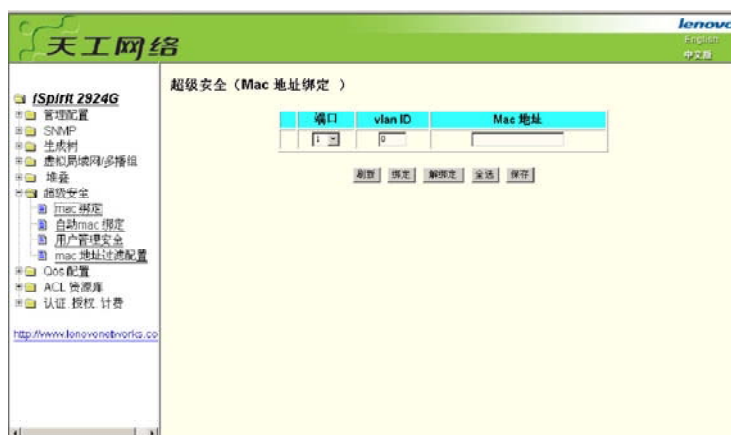 天工网络
lenovo
English
中文版
iSpirit 2924G
管理配置
SNMP
生成树
虚拟局域网/多播组
堆叠
超级安全
mac 绑定
自动mac 绑定
用户管理安全
mac 地址过滤配置
Qos 配置
ACL 资源库
认证 授权 计费
http://www.lenovonetworks.co
超级安全（Mac 地址绑定 ）
端口 vlan ID Mac 地址
1 0
刷新 绑定 解绑定 全选 保存